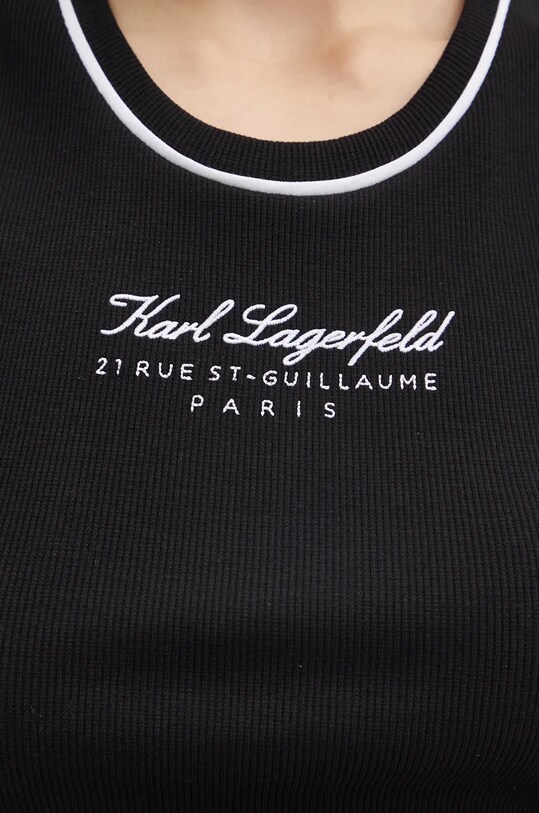 Karl Lagerfeld
21 RUE ST-GUILLAUME
PARIS